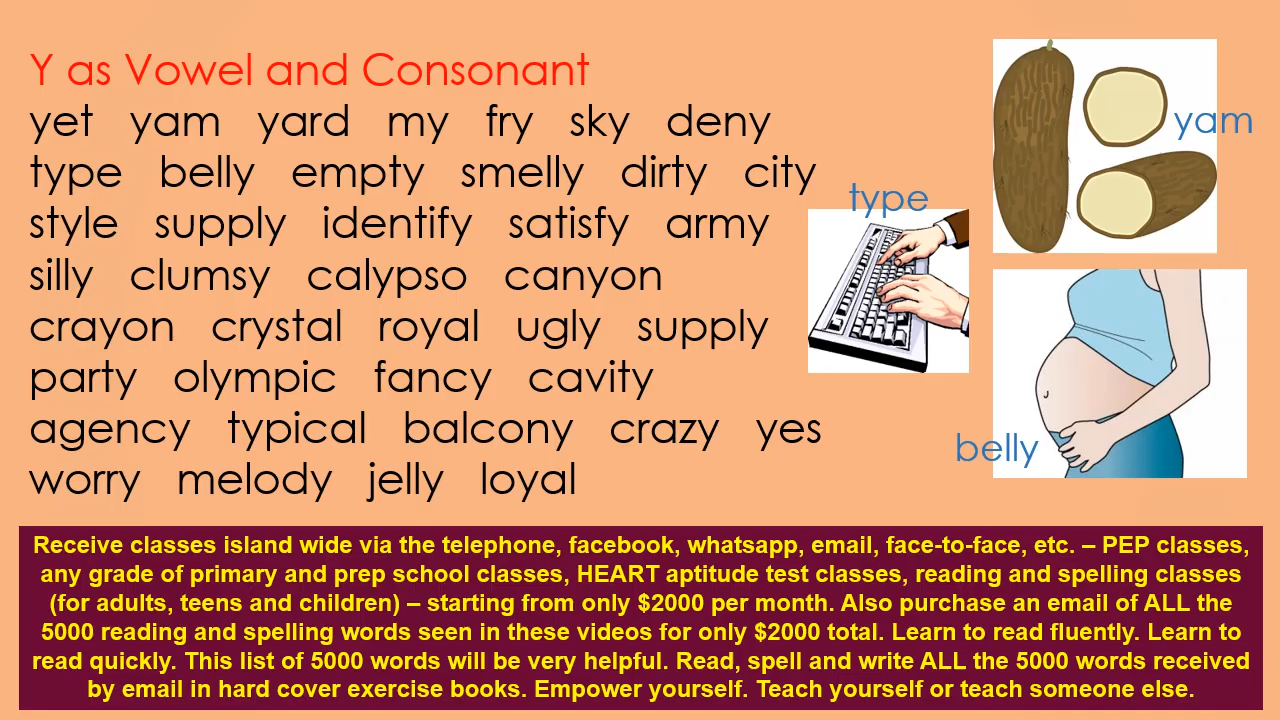 Y as Vowel and Consonant
yet yam yard my fry sky deny
type belly empty smelly dirty city
style supply identify satisfy army
silly clumsy calypso canyon
crayon crystal royal ugly supply
party olympic fancy cavity
agency typical balcony crazy yes
worry melody jelly loyal
yam
type
belly
Receive classes island wide via the telephone, facebook, whatsapp, email, face-to-face, etc. – PEP classes,
any grade of primary and prep school classes, HEART aptitude test classes, reading and spelling classes
(for adults, teens and children) – starting from only $2000 per month. Also purchase an email of ALL the
5000 reading and spelling words seen in these videos for only $2000 total. Learn to read fluently. Learn to
read quickly. This list of 5000 words will be very helpful. Read, spell and write ALL the 5000 words received
by email in hard cover exercise books. Empower yourself. Teach yourself or teach someone else.